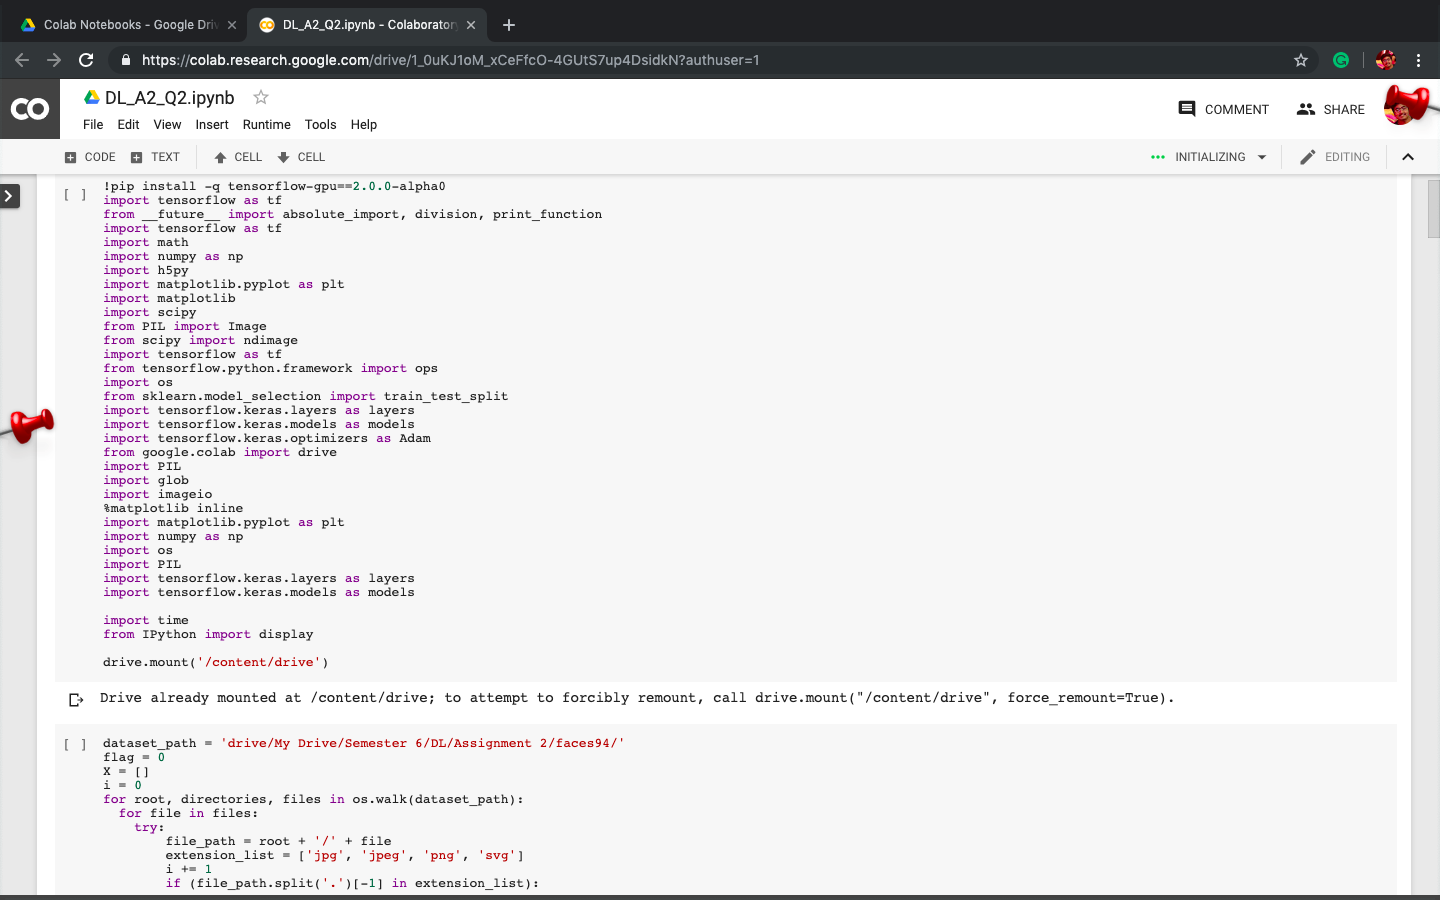 Colab Notebooks - Google Driv
DL_A2_Q2.ipynb - Colaboratory
https://colab.research.google.com/drive/1_0uKJ1oM_xCeFfcO-4GUtS7up4DsidkN?authuser=1
CO
DL_A2_Q2.ipynb
COMMENT
SHARE
File Edit View Insert Runtime Tools Help
CODE TEXT CELL CELL
INITIALIZING
EDITING
[ ]
!pip install -q tensorflow-gpu==2.0.0-alpha0
import tensorflow as tf
from __future__ import absolute_import, division, print_function
import tensorflow as tf
import math
import numpy as np
import h5py
import matplotlib.pyplot as plt
import matplotlib
import scipy
from PIL import Image
from scipy import ndimage
import tensorflow as tf
from tensorflow.python.framework import ops
import os
from sklearn.model_selection import train_test_split
import tensorflow.keras.layers as layers
import tensorflow.keras.models as models
import tensorflow.keras.optimizers as Adam
from google.colab import drive
import PIL
import glob
import imageio
%matplotlib inline
import matplotlib.pyplot as plt
import numpy as np
import os
import PIL
import tensorflow.keras.layers as layers
import tensorflow.keras.models as models
import time
from IPython import display
drive.mount('/content/drive')
Drive already mounted at /content/drive; to attempt to forcibly remount, call drive.mount("/content/drive", force_remount=True).
[ ]
dataset_path = 'drive/My Drive/Semester 6/DL/Assignment 2/faces94/'
flag = 0
X = []
i = 0
for root, directories, files in os.walk(dataset_path):
for file in files:
try:
file_path = root + '/' + file
extension_list = ['jpg', 'jpeg', 'png', 'svg']
i += 1
if (file_path.split('.')[-1] in extension_list):